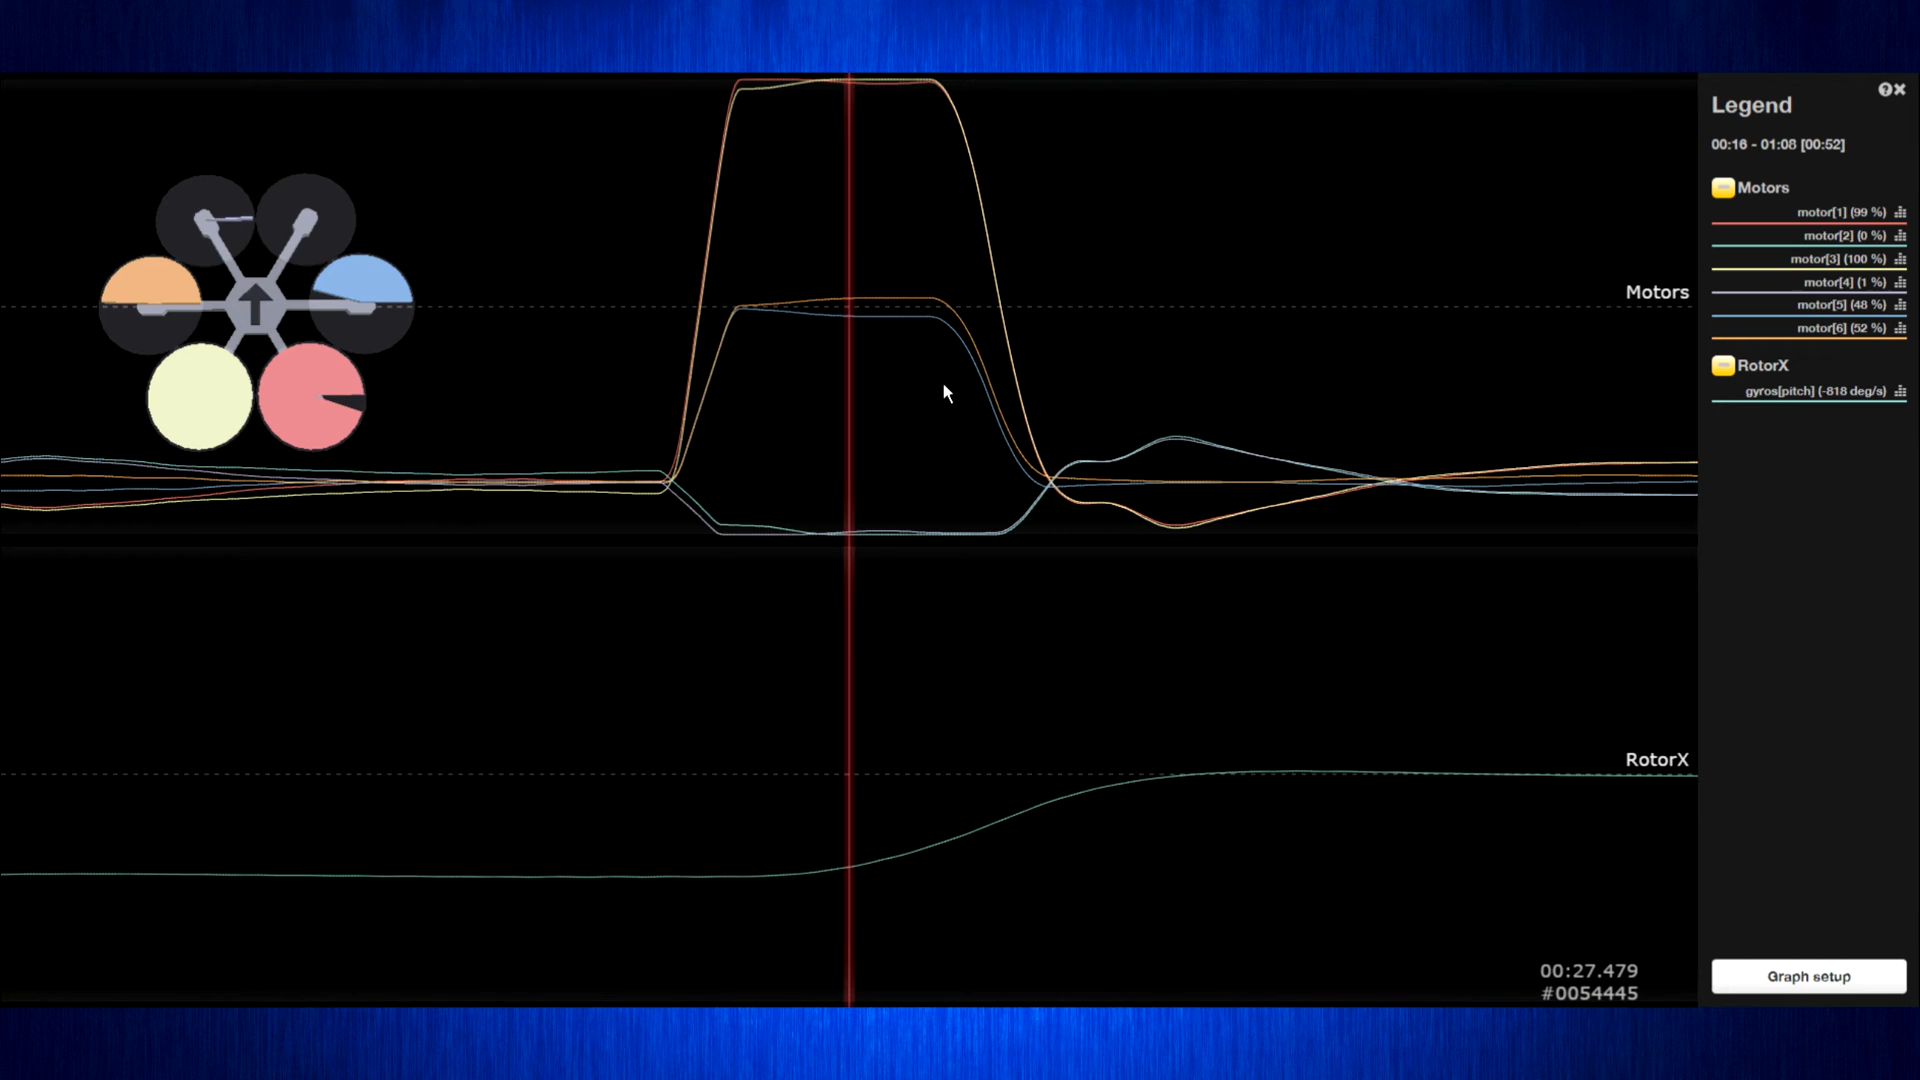 Legend
00:16 - 01:08 [00:52]
Motors
motor[1] (99 %)
motor[2] (0 %)
motor[3] (100 %)
motor[4] (1 %)
motor[5] (48 %)
motor[6] (52 %)
RotorX
gyros[pitch] (-818 deg/s)
Motors
RotorX
00:27.479
#0054445
Graph setup